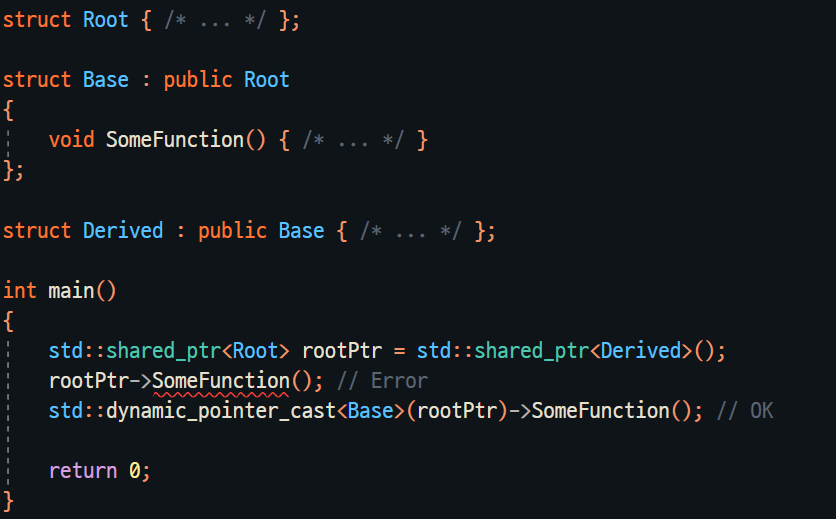 struct Root { /* ... */ };
struct Base : public Root
{
void SomeFunction() { /* ... */ }
};
struct Derived : public Base { /* ... */ };
int main()
{
std::shared_ptr<Root> rootPtr = std::shared_ptr<Derived>();
rootPtr->SomeFunction(); // Error
std::dynamic_pointer_cast<Base>(rootPtr)->SomeFunction(); // OK
return 0;
}